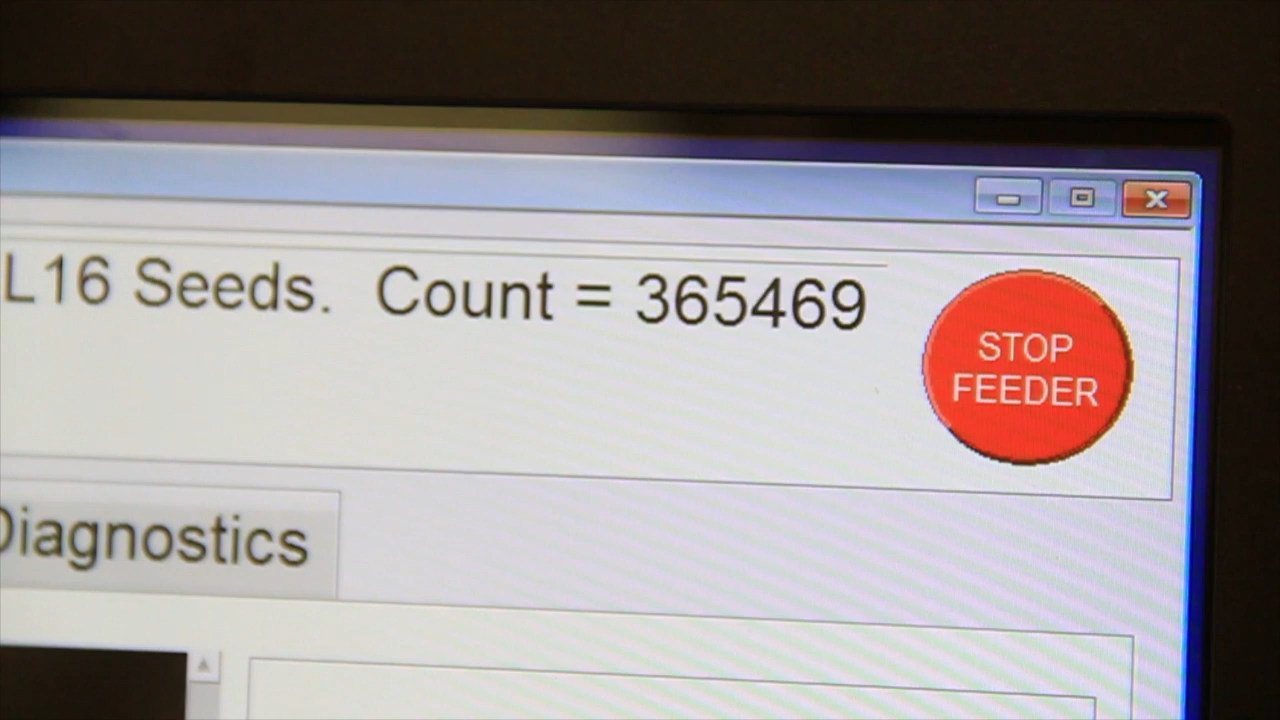 L16 Seeds.  Count = 365469
STOP
FEEDER
Diagnostics